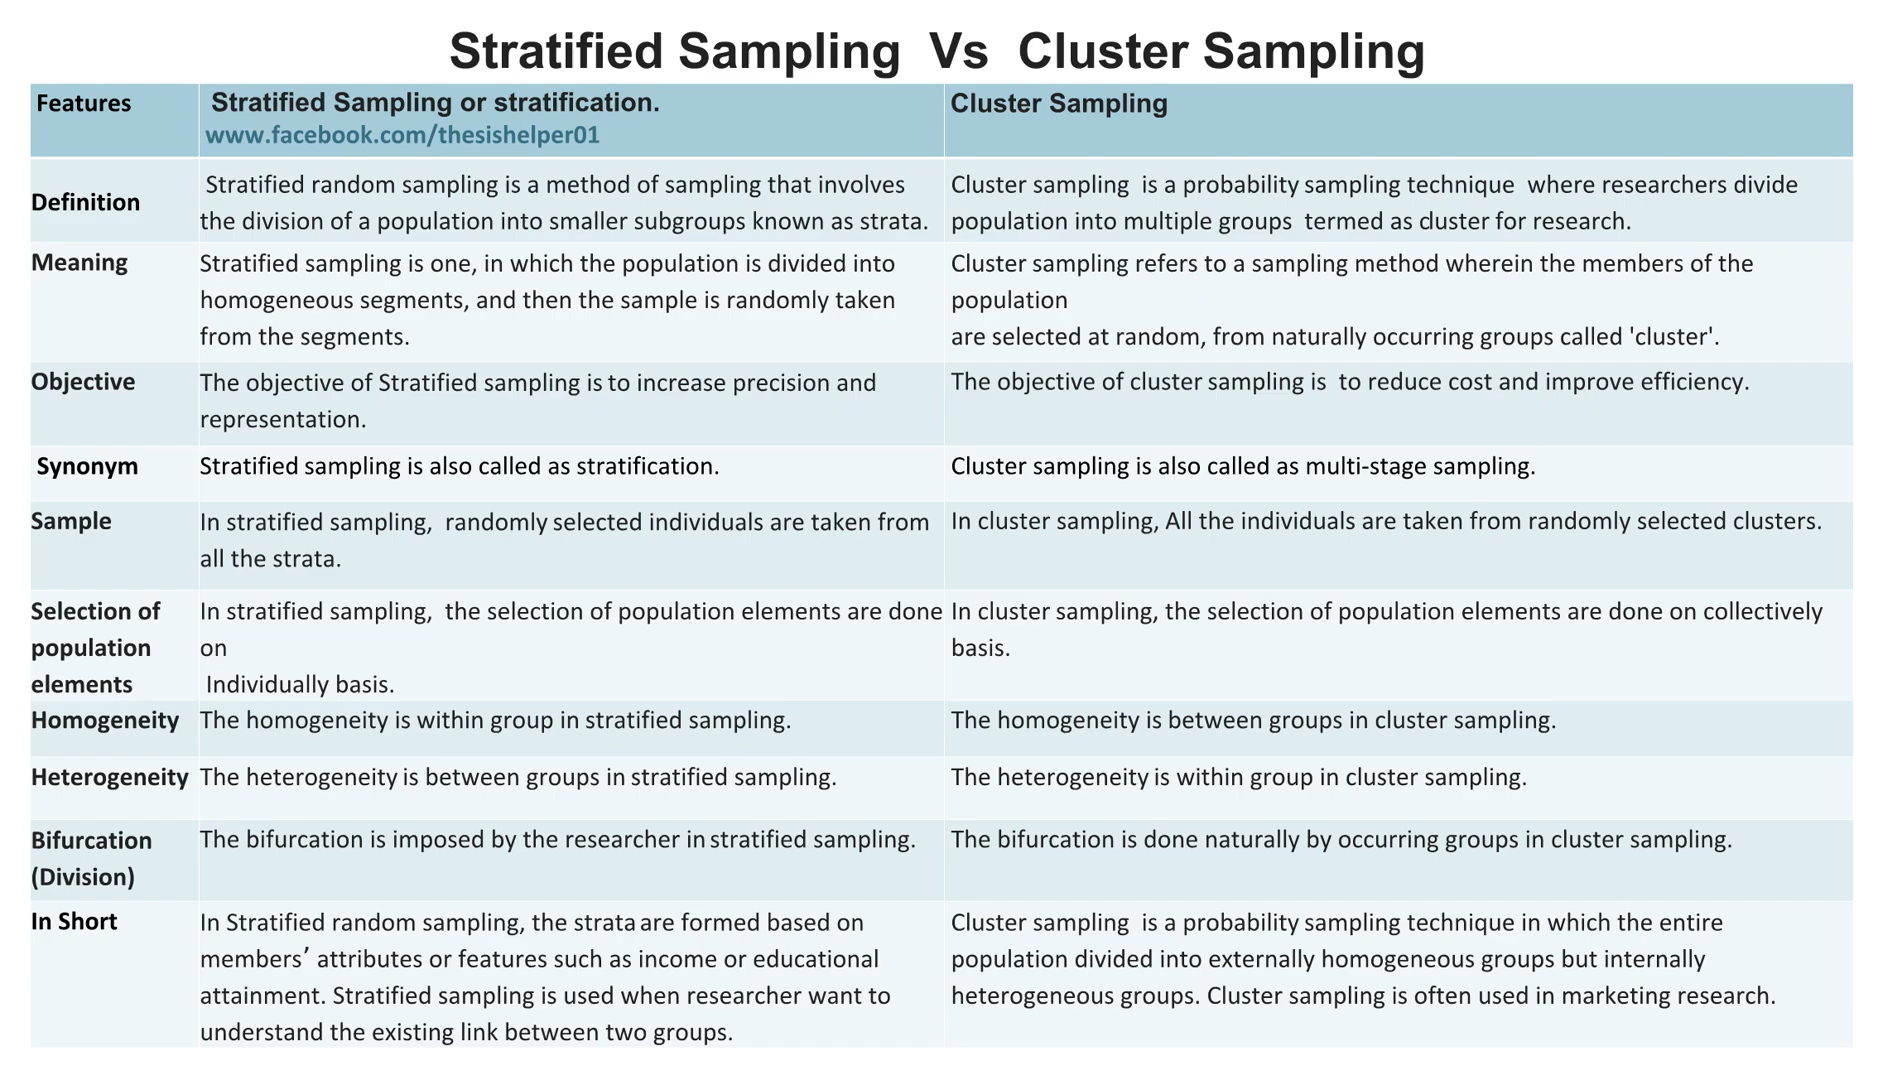 Stratified Sampling Vs Cluster Sampling
Features
Stratified Sampling or stratification.
www.facebook.com/thesishelper01
Cluster Sampling
Definition
Stratified random sampling is a method of sampling that involves
the division of a population into smaller subgroups known as strata.
Cluster sampling is a probability sampling technique where researchers divide
population into multiple groups termed as cluster for research.
Meaning
Stratified sampling is one, in which the population is divided into
homogeneous segments, and then the sample is randomly taken
from the segments.
Cluster sampling refers to a sampling method wherein the members of the
population
are selected at random, from naturally occurring groups called 'cluster'.
Objective
The objective of Stratified sampling is to increase precision and
representation.
The objective of cluster sampling is to reduce cost and improve efficiency.
Synonym
Stratified sampling is also called as stratification.
Cluster sampling is also called as multi-stage sampling.
Sample
In stratified sampling, randomly selected individuals are taken from
all the strata.
In cluster sampling, All the individuals are taken from randomly selected clusters.
Selection of
population
elements
In stratified sampling, the selection of population elements are done
on
Individually basis.
In cluster sampling, the selection of population elements are done on collectively
basis.
Homogeneity
The homogeneity is within group in stratified sampling.
The homogeneity is between groups in cluster sampling.
Heterogeneity
The heterogeneity is between groups in stratified sampling.
The heterogeneity is within group in cluster sampling.
Bifurcation
(Division)
The bifurcation is imposed by the researcher in stratified sampling.
The bifurcation is done naturally by occurring groups in cluster sampling.
In Short
In Stratified random sampling, the strata are formed based on
members’ attributes or features such as income or educational
attainment. Stratified sampling is used when researcher want to
understand the existing link between two groups.
Cluster sampling is a probability sampling technique in which the entire
population divided into externally homogeneous groups but internally
heterogeneous groups. Cluster sampling is often used in marketing research.